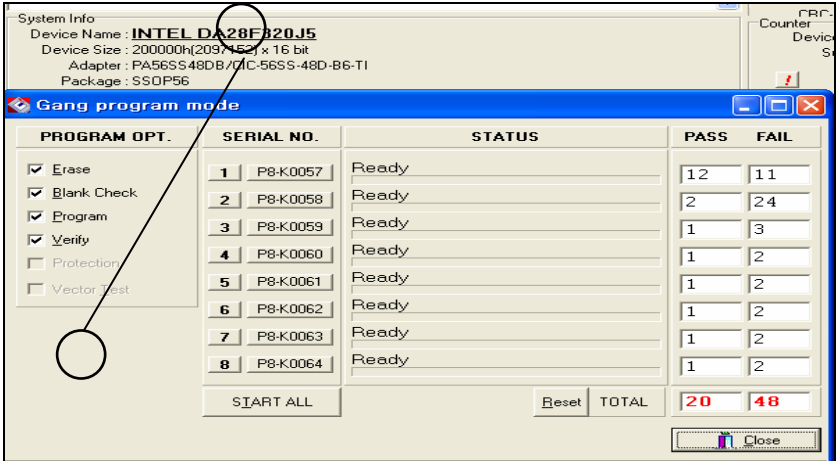 System Info
Device Name : INTEL DA28F320J5
Device Size : 200000h(2097152) x 16 bit
Adapter : PA56SS48DB/CIC-56SS-48D-B6-TI
Package : SSOP56
CRC-
Counter
Devic
S
!
Gang program mode
PROGRAM OPT. SERIAL NO. STATUS PASS FAIL
Erase
Blank Check
Program
Verify
Protection
Vector Test
1 P8-K0057 Ready 12 11
2 P8-K0058 Ready 2 24
3 P8-K0059 Ready 1 3
4 P8-K0060 Ready 1 2
5 P8-K0061 Ready 1 2
6 P8-K0062 Ready 1 2
7 P8-K0063 Ready 1 2
8 P8-K0064 Ready 1 2
START ALL Reset TOTAL 20 48
Close